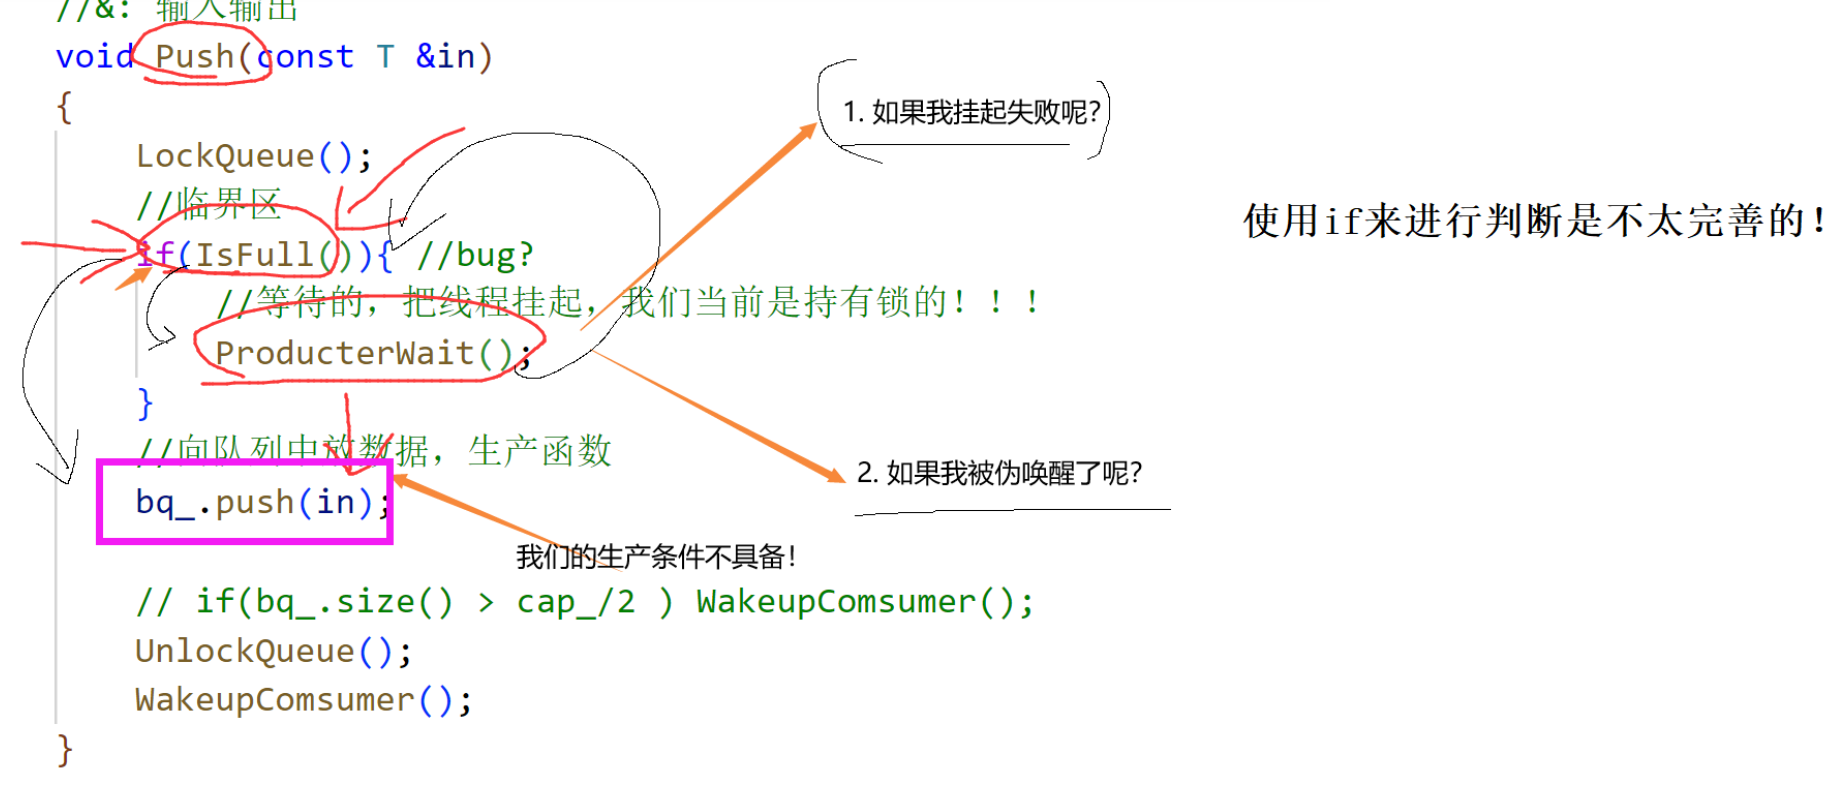 //&: 输入输出
void Push(const T &in)
{
1. 如果我挂起失败呢?
LockQueue();
//临界区
使用if来进行判断是不太完善的!
if(IsFull()){ //bug?
//等待的, 把线程挂起, 我们当前是持有锁的! ! !
ProducterWait();
}
//向队列中放数据, 生产函数
2. 如果我被伪唤醒了呢?
bq_.push(in);
我们的生产条件不具备!
// if(bq_.size() > cap_/2 ) WakeupComsumer();
UnlockQueue();
WakeupComsumer();
}